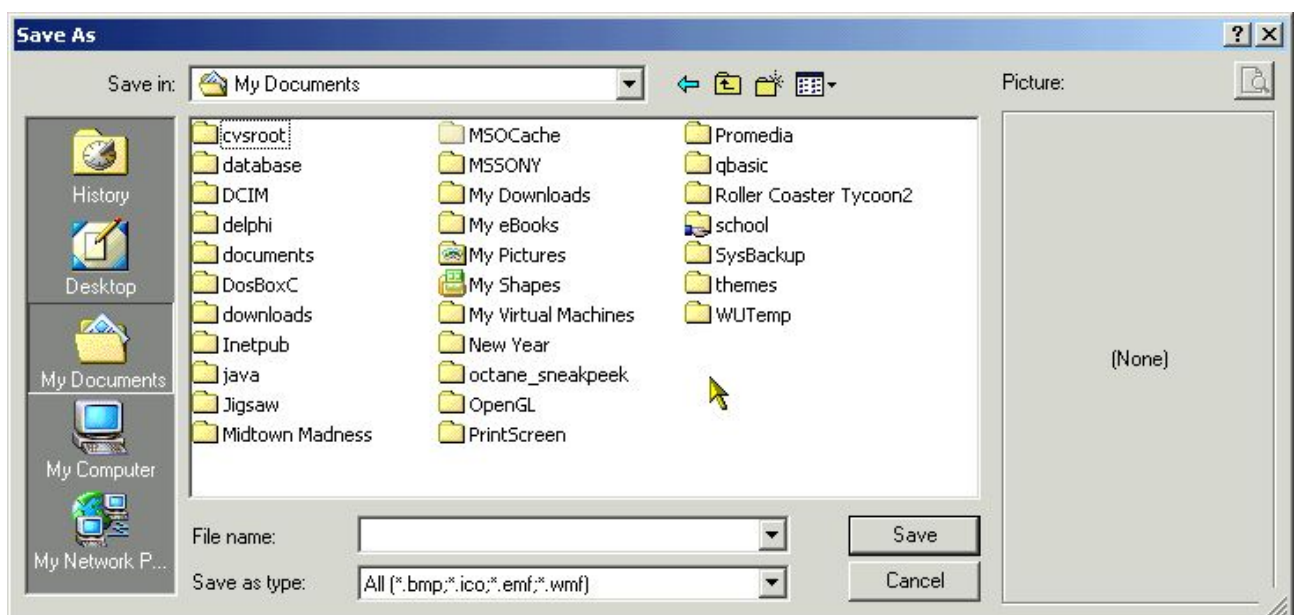 Save As
Save in: My Documents
Picture:
History
Desktop
My Documents
My Computer
My Network P...
cvsroot
database
DCIM
delphi
documents
DosBoxC
downloads
Inetpub
java
Jigsaw
Midtown Madness
MSOCache
MSSONY
My Downloads
My eBooks
My Pictures
My Shapes
My Virtual Machines
New Year
octane_sneakpeek
OpenGL
PrintScreen
Promedia
qbasic
Roller Coaster Tycoon2
school
SysBackup
themes
WUTemp
(None)
File name:
Save
Save as type: All (*.bmp;*.ico;*.emf;*.wmf)
Cancel